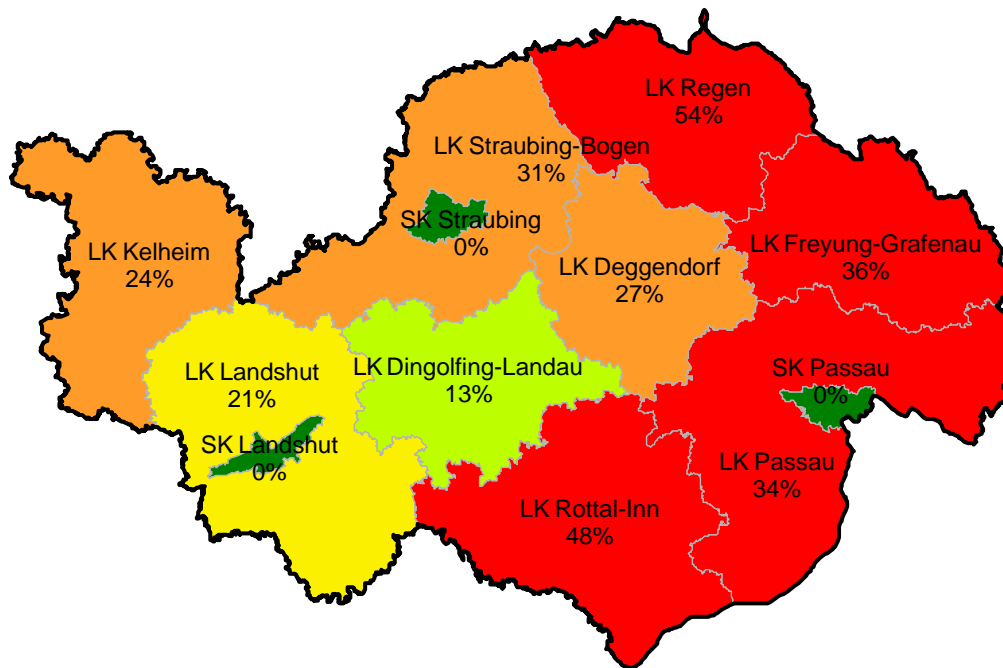 LK Regen
54%
LK Straubing-Bogen
31%
SK Straubing
0%
LK Kelheim
24%
LK Freyung-Grafenau
36%
LK Deggendorf
27%
LK Landshut
21%
LK Dingolfing-Landau
13%
SK Passau
0%
SK Landshut
0%
LK Passau
34%
LK Rottal-Inn
48%